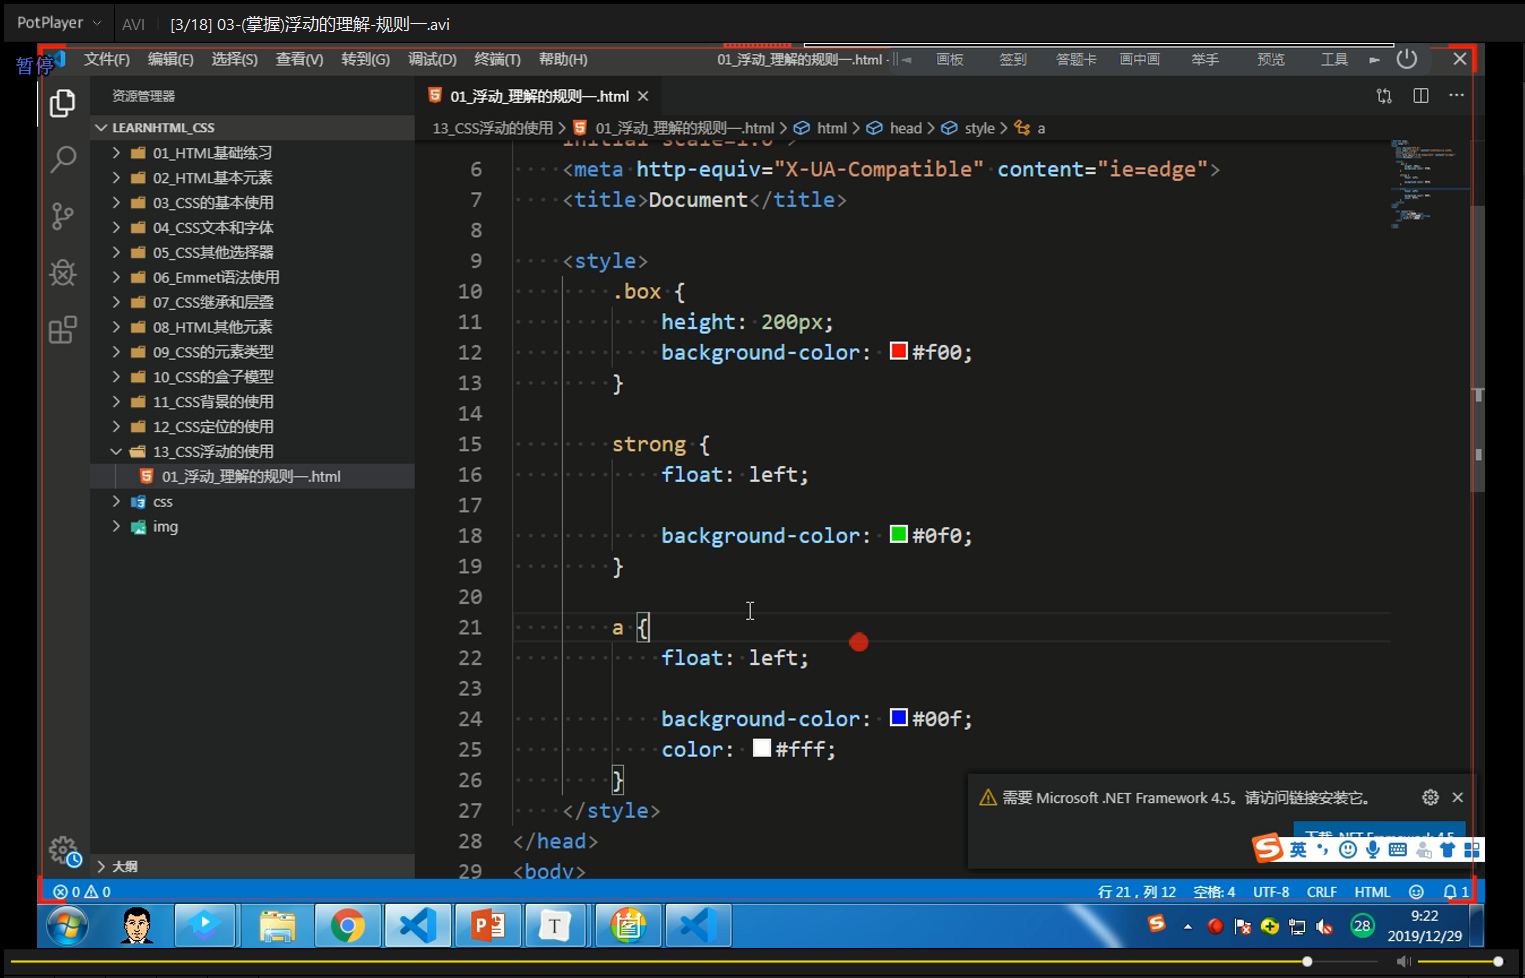 PotPlayer AVI [3/18] 03-(掌握)浮动的理解-规则一.avi
暂停
文件(F) 编辑(E) 选择(S) 查看(V) 转到(G) 调试(D) 终端(T) 帮助(H) 01_浮动_理解的规则一.html - 画板 签到 答题卡 画中画 举手 预览 工具
资源管理器
01_浮动_理解的规则一.html
LEARNHTML_CSS
13_CSS浮动的使用 > 01_浮动_理解的规则一.html > html > head > style > a
01_HTML基础练习
02_HTML基本元素
03_CSS的基本使用
04_CSS文本和字体
05_CSS其他选择器
06_Emmet语法使用
07_CSS继承和层叠
08_HTML其他元素
09_CSS的元素类型
10_CSS的盒子模型
11_CSS背景的使用
12_CSS定位的使用
13_CSS浮动的使用
01_浮动_理解的规则一.html
css
img
大纲
initial-scale=1.0">
6 <meta http-equiv="X-UA-Compatible" content="ie=edge">
7 <title>Document</title>
8
9 <style>
10 .box {
11 height: 200px;
12 background-color: #f00;
13 }
14
15 strong {
16 float: left;
17
18 background-color: #0f0;
19 }
20
21 a {
22 float: left;
23
24 background-color: #00f;
25 color: #fff;
26 }
27 </style>
28 </head>
29 <body>
需要 Microsoft .NET Framework 4.5。请访问链接安装它。
下载 .NET Framework 4.5
英
0 0 行 21，列 12 空格: 4 UTF-8 CRLF HTML 1
28
9:22
2019/12/29